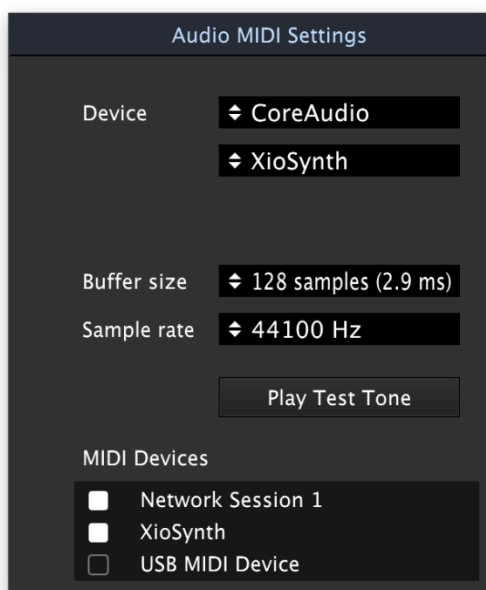 Audio MIDI Settings
Device
CoreAudio
XioSynth
Buffer size
128 samples (2.9 ms)
Sample rate
44100 Hz
Play Test Tone
MIDI Devices
Network Session 1
XioSynth
USB MIDI Device